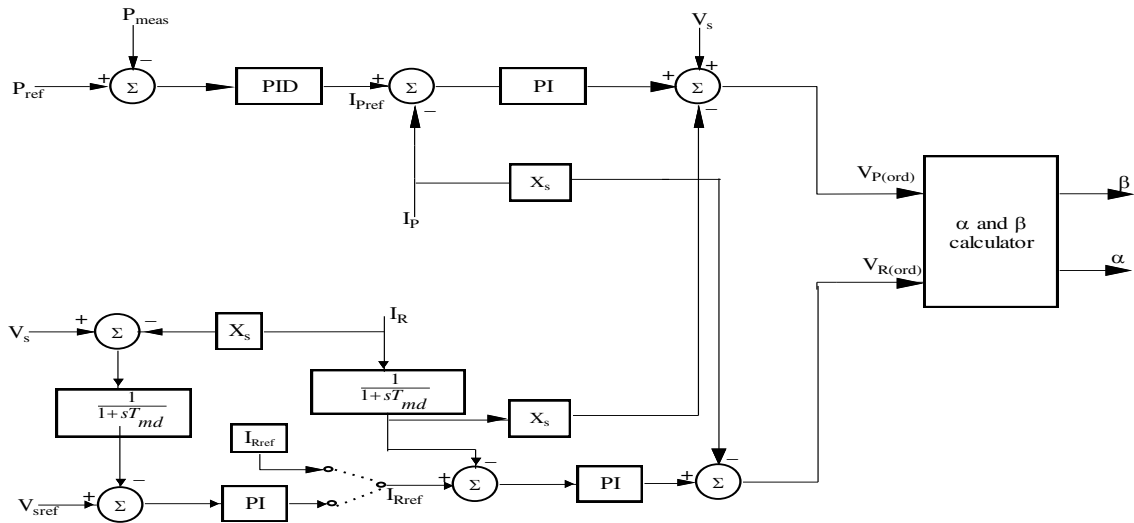 P_meas
V_s
P_ref
+
−
Σ
PID
+
I_Pref
Σ
−
PI
+
+
Σ
−
X_s
I_P
V_P(ord)
V_R(ord)
α and β
calculator
β
α
V_s
+
Σ
−
X_s
I_R
1
1+sT_md
1
1+sT_md
X_s
I_Rref
V_sref
+
−
Σ
PI
I_Rref
+
−
Σ
PI
+
−
Σ